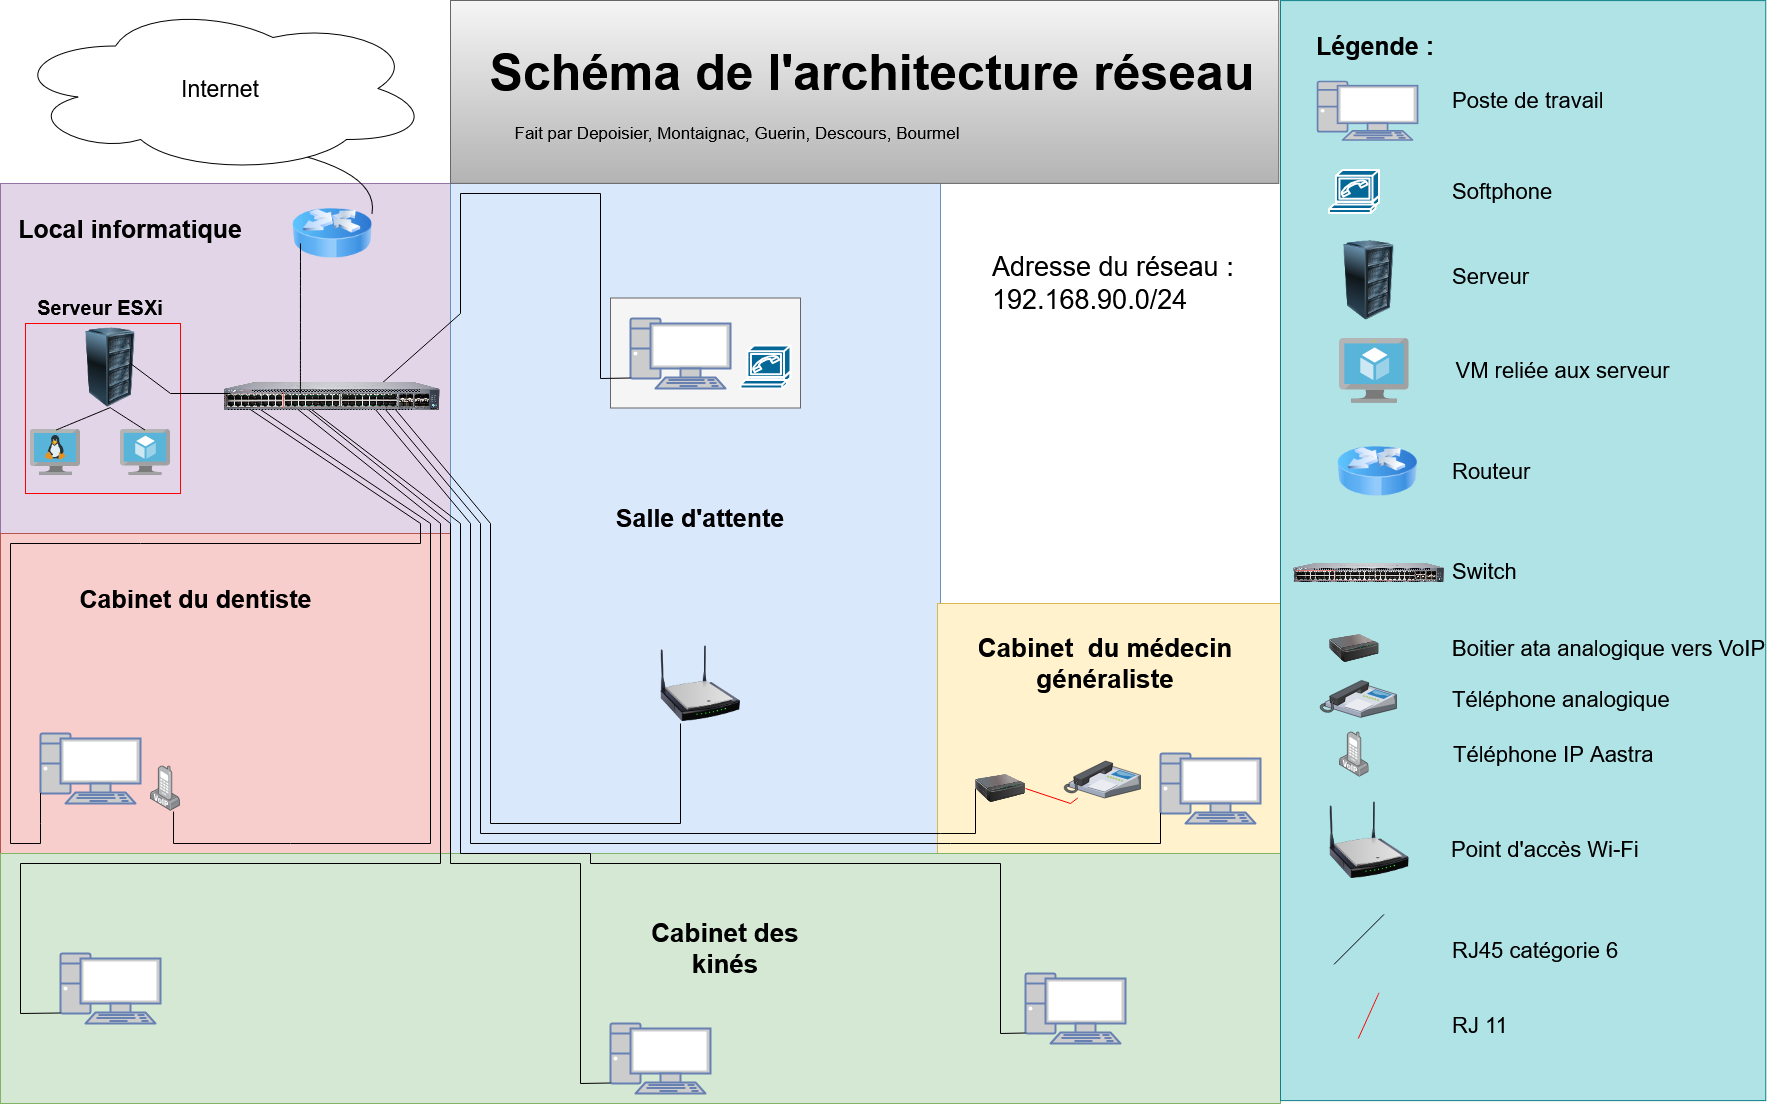 Internet
Schéma de l'architecture réseau
Fait par Depoisier, Montaignac, Guerin, Descours, Bourmel
Local informatique
Serveur ESXi
Adresse du réseau :
192.168.90.0/24
Salle d'attente
Cabinet du dentiste
Cabinet du médecin
généraliste
VoIP
Cabinet des
kinés
Légende :
Poste de travail
Softphone
Serveur
VM reliée aux serveur
Routeur
Switch
Boitier ata analogique vers VoIP
Téléphone analogique
VoIP
Téléphone IP Aastra
Point d'accès Wi-Fi
RJ45 catégorie 6
RJ 11